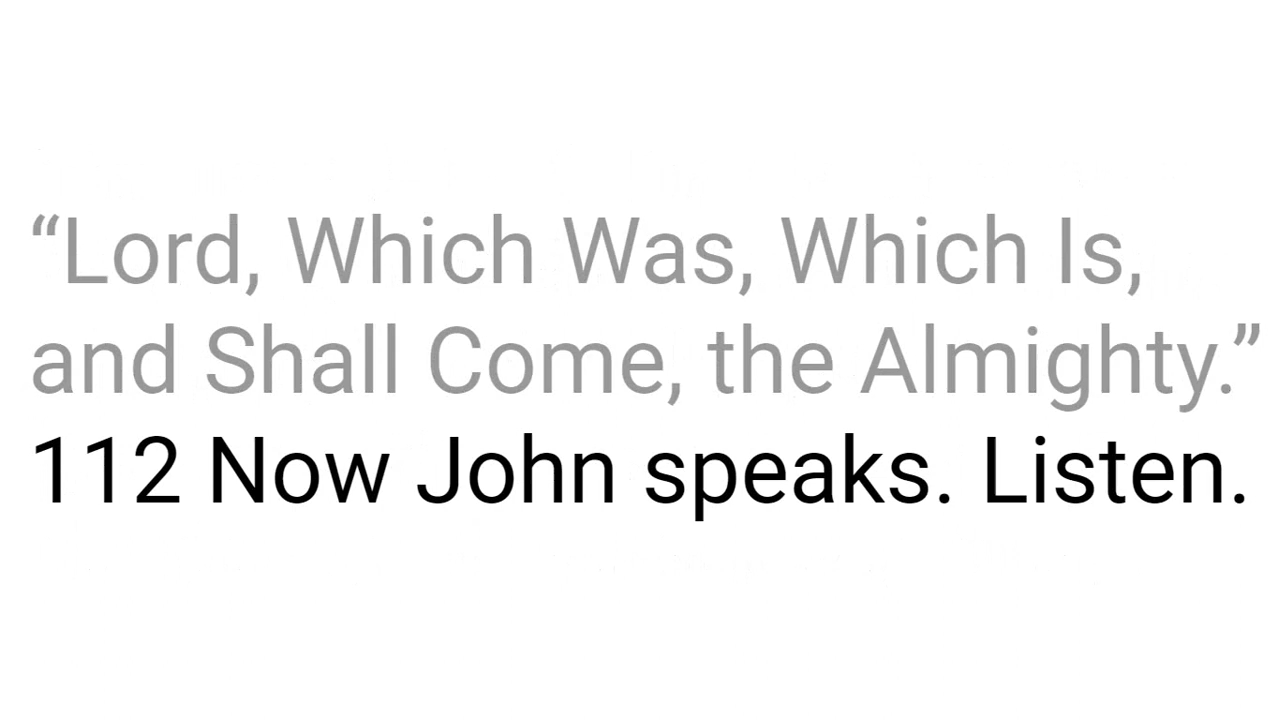 “Lord, Which Was, Which Is,
and Shall Come, the Almighty.”
112 Now John speaks. Listen.